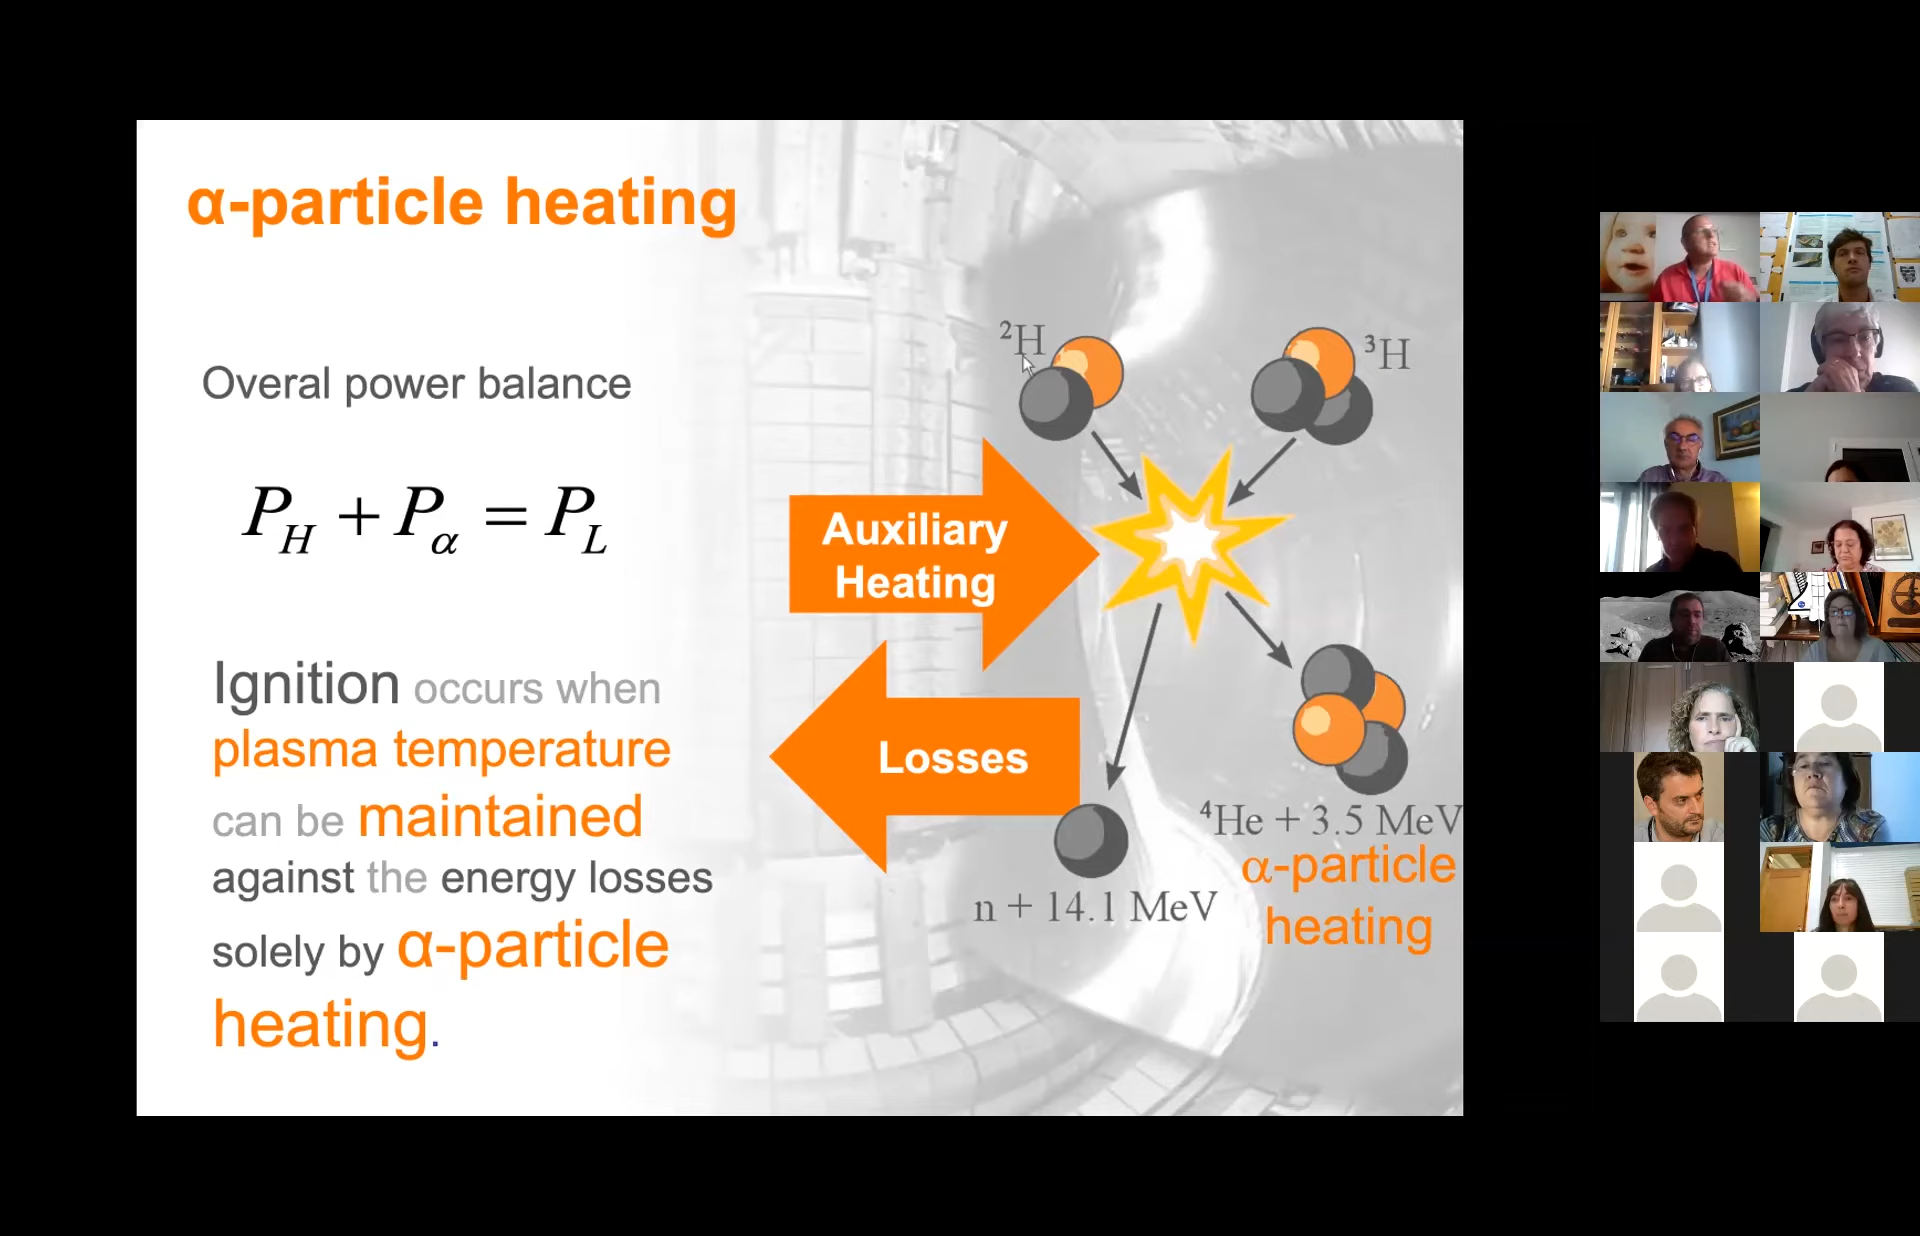 α-particle heating
Overal power balance
P_H + P_α = P_L
Ignition occurs when
plasma temperature
can be maintained
against the energy losses
solely by α-particle
heating.
Auxiliary
Heating
Losses
²H
³H
⁴He + 3.5 MeV
α-particle
heating
n + 14.1 MeV